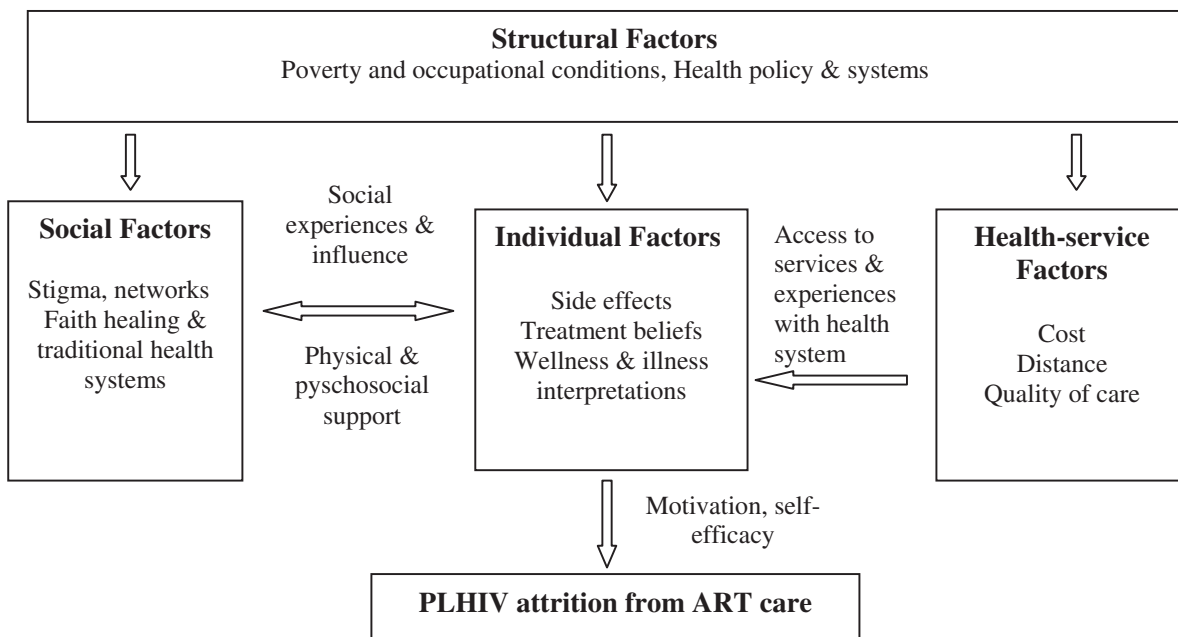 Structural Factors
Poverty and occupational conditions, Health policy & systems
Social Factors
Stigma, networks
Faith healing &
traditional health
systems
Social
experiences &
influence
Physical &
pyschosocial
support
Individual Factors
Side effects
Treatment beliefs
Wellness & illness
interpretations
Access to
services &
experiences
with health
system
Health-service
Factors
Cost
Distance
Quality of care
Motivation, self-
efficacy
PLHIV attrition from ART care